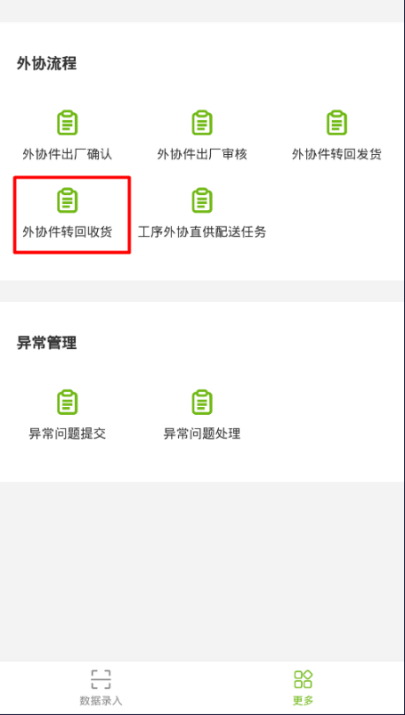 外协流程
外协件出厂确认 外协件出厂审核 外协件转回发货
外协件转回收货 工序外协直供配送任务
异常管理
异常问题提交 异常问题处理
数据录入 更多